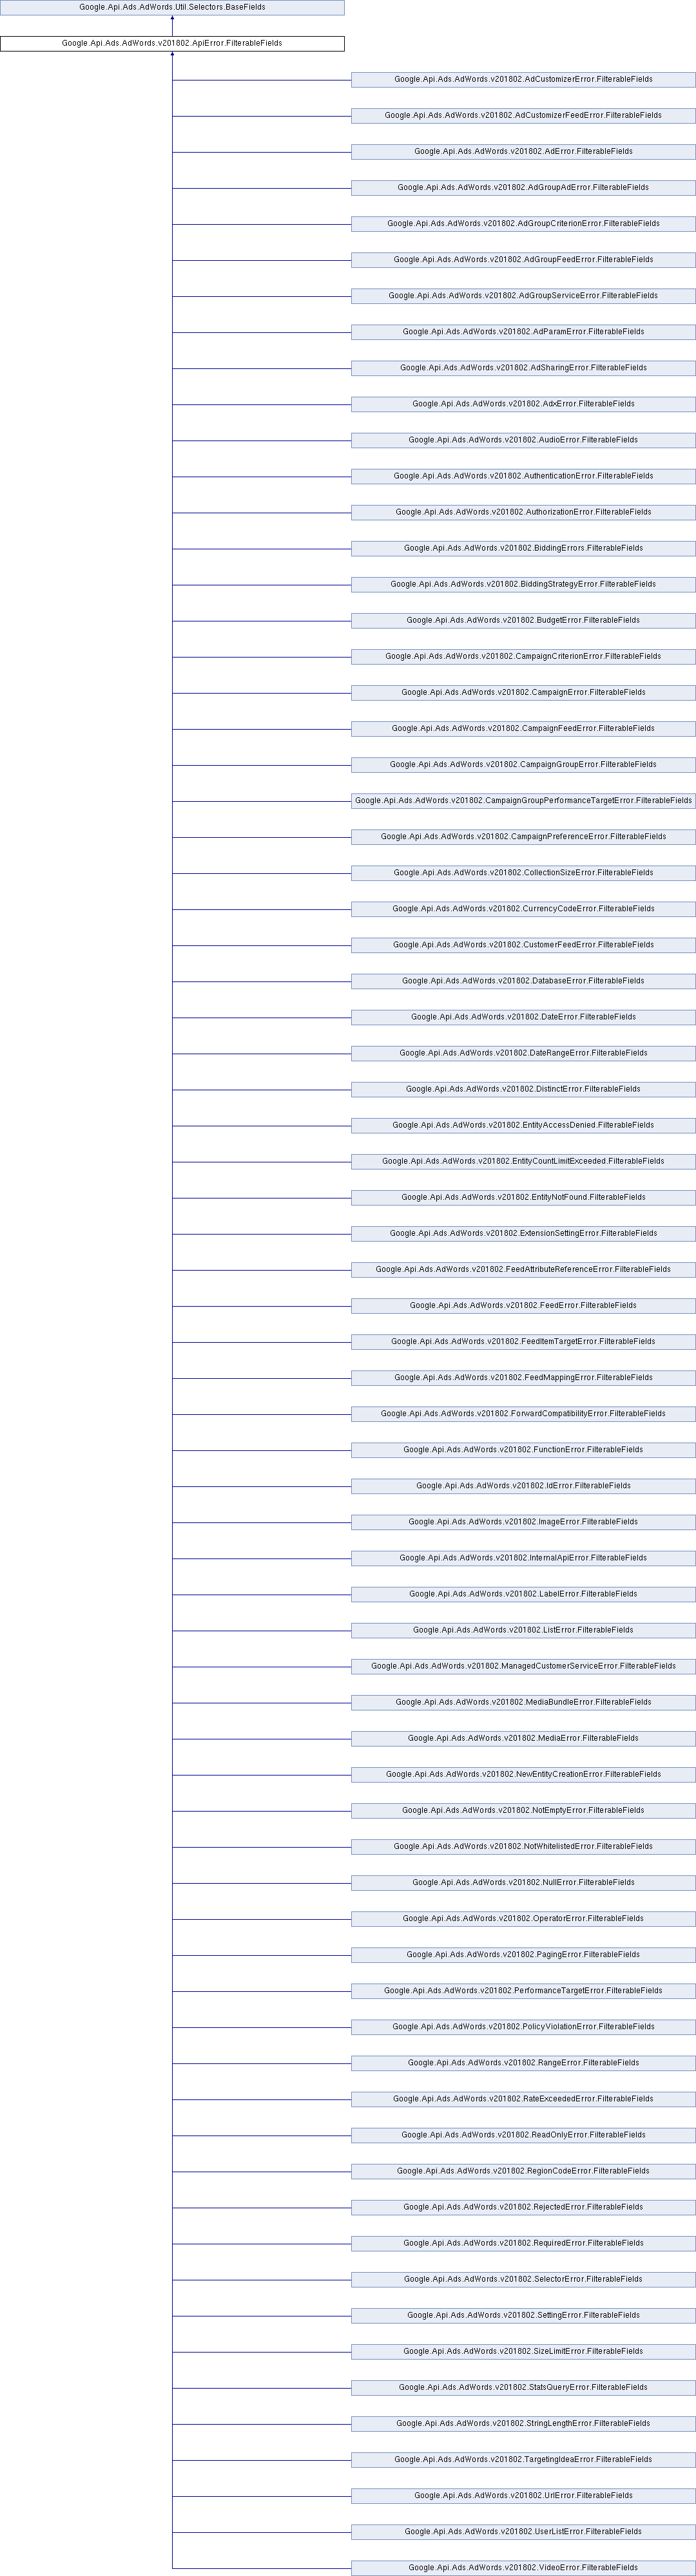 Google.Api.Ads.AdWords.Util.Selectors.BaseFields
Google.Api.Ads.AdWords.v201802.ApiError.FilterableFields
Google.Api.Ads.AdWords.v201802.AdCustomizerError.FilterableFields
Google.Api.Ads.AdWords.v201802.AdCustomizerFeedError.FilterableFields
Google.Api.Ads.AdWords.v201802.AdError.FilterableFields
Google.Api.Ads.AdWords.v201802.AdGroupAdError.FilterableFields
Google.Api.Ads.AdWords.v201802.AdGroupCriterionError.FilterableFields
Google.Api.Ads.AdWords.v201802.AdGroupFeedError.FilterableFields
Google.Api.Ads.AdWords.v201802.AdGroupServiceError.FilterableFields
Google.Api.Ads.AdWords.v201802.AdParamError.FilterableFields
Google.Api.Ads.AdWords.v201802.AdSharingError.FilterableFields
Google.Api.Ads.AdWords.v201802.AdxError.FilterableFields
Google.Api.Ads.AdWords.v201802.AudioError.FilterableFields
Google.Api.Ads.AdWords.v201802.AuthenticationError.FilterableFields
Google.Api.Ads.AdWords.v201802.AuthorizationError.FilterableFields
Google.Api.Ads.AdWords.v201802.BiddingErrors.FilterableFields
Google.Api.Ads.AdWords.v201802.BiddingStrategyError.FilterableFields
Google.Api.Ads.AdWords.v201802.BudgetError.FilterableFields
Google.Api.Ads.AdWords.v201802.CampaignCriterionError.FilterableFields
Google.Api.Ads.AdWords.v201802.CampaignError.FilterableFields
Google.Api.Ads.AdWords.v201802.CampaignFeedError.FilterableFields
Google.Api.Ads.AdWords.v201802.CampaignGroupError.FilterableFields
Google.Api.Ads.AdWords.v201802.CampaignGroupPerformanceTargetError.FilterableFields
Google.Api.Ads.AdWords.v201802.CampaignPreferenceError.FilterableFields
Google.Api.Ads.AdWords.v201802.CollectionSizeError.FilterableFields
Google.Api.Ads.AdWords.v201802.CurrencyCodeError.FilterableFields
Google.Api.Ads.AdWords.v201802.CustomerFeedError.FilterableFields
Google.Api.Ads.AdWords.v201802.DatabaseError.FilterableFields
Google.Api.Ads.AdWords.v201802.DateError.FilterableFields
Google.Api.Ads.AdWords.v201802.DateRangeError.FilterableFields
Google.Api.Ads.AdWords.v201802.DistinctError.FilterableFields
Google.Api.Ads.AdWords.v201802.EntityAccessDenied.FilterableFields
Google.Api.Ads.AdWords.v201802.EntityCountLimitExceeded.FilterableFields
Google.Api.Ads.AdWords.v201802.EntityNotFound.FilterableFields
Google.Api.Ads.AdWords.v201802.ExtensionSettingError.FilterableFields
Google.Api.Ads.AdWords.v201802.FeedAttributeReferenceError.FilterableFields
Google.Api.Ads.AdWords.v201802.FeedError.FilterableFields
Google.Api.Ads.AdWords.v201802.FeedItemTargetError.FilterableFields
Google.Api.Ads.AdWords.v201802.FeedMappingError.FilterableFields
Google.Api.Ads.AdWords.v201802.ForwardCompatibilityError.FilterableFields
Google.Api.Ads.AdWords.v201802.FunctionError.FilterableFields
Google.Api.Ads.AdWords.v201802.IdError.FilterableFields
Google.Api.Ads.AdWords.v201802.ImageError.FilterableFields
Google.Api.Ads.AdWords.v201802.InternalApiError.FilterableFields
Google.Api.Ads.AdWords.v201802.LabelError.FilterableFields
Google.Api.Ads.AdWords.v201802.ListError.FilterableFields
Google.Api.Ads.AdWords.v201802.ManagedCustomerServiceError.FilterableFields
Google.Api.Ads.AdWords.v201802.MediaBundleError.FilterableFields
Google.Api.Ads.AdWords.v201802.MediaError.FilterableFields
Google.Api.Ads.AdWords.v201802.NewEntityCreationError.FilterableFields
Google.Api.Ads.AdWords.v201802.NotEmptyError.FilterableFields
Google.Api.Ads.AdWords.v201802.NotWhitelistedError.FilterableFields
Google.Api.Ads.AdWords.v201802.NullError.FilterableFields
Google.Api.Ads.AdWords.v201802.OperatorError.FilterableFields
Google.Api.Ads.AdWords.v201802.PagingError.FilterableFields
Google.Api.Ads.AdWords.v201802.PerformanceTargetError.FilterableFields
Google.Api.Ads.AdWords.v201802.PolicyViolationError.FilterableFields
Google.Api.Ads.AdWords.v201802.RangeError.FilterableFields
Google.Api.Ads.AdWords.v201802.RateExceededError.FilterableFields
Google.Api.Ads.AdWords.v201802.ReadOnlyError.FilterableFields
Google.Api.Ads.AdWords.v201802.RegionCodeError.FilterableFields
Google.Api.Ads.AdWords.v201802.RejectedError.FilterableFields
Google.Api.Ads.AdWords.v201802.RequiredError.FilterableFields
Google.Api.Ads.AdWords.v201802.SelectorError.FilterableFields
Google.Api.Ads.AdWords.v201802.SettingError.FilterableFields
Google.Api.Ads.AdWords.v201802.SizeLimitError.FilterableFields
Google.Api.Ads.AdWords.v201802.StatsQueryError.FilterableFields
Google.Api.Ads.AdWords.v201802.StringLengthError.FilterableFields
Google.Api.Ads.AdWords.v201802.TargetingIdeaError.FilterableFields
Google.Api.Ads.AdWords.v201802.UrlError.FilterableFields
Google.Api.Ads.AdWords.v201802.UserListError.FilterableFields
Google.Api.Ads.AdWords.v201802.VideoError.FilterableFields